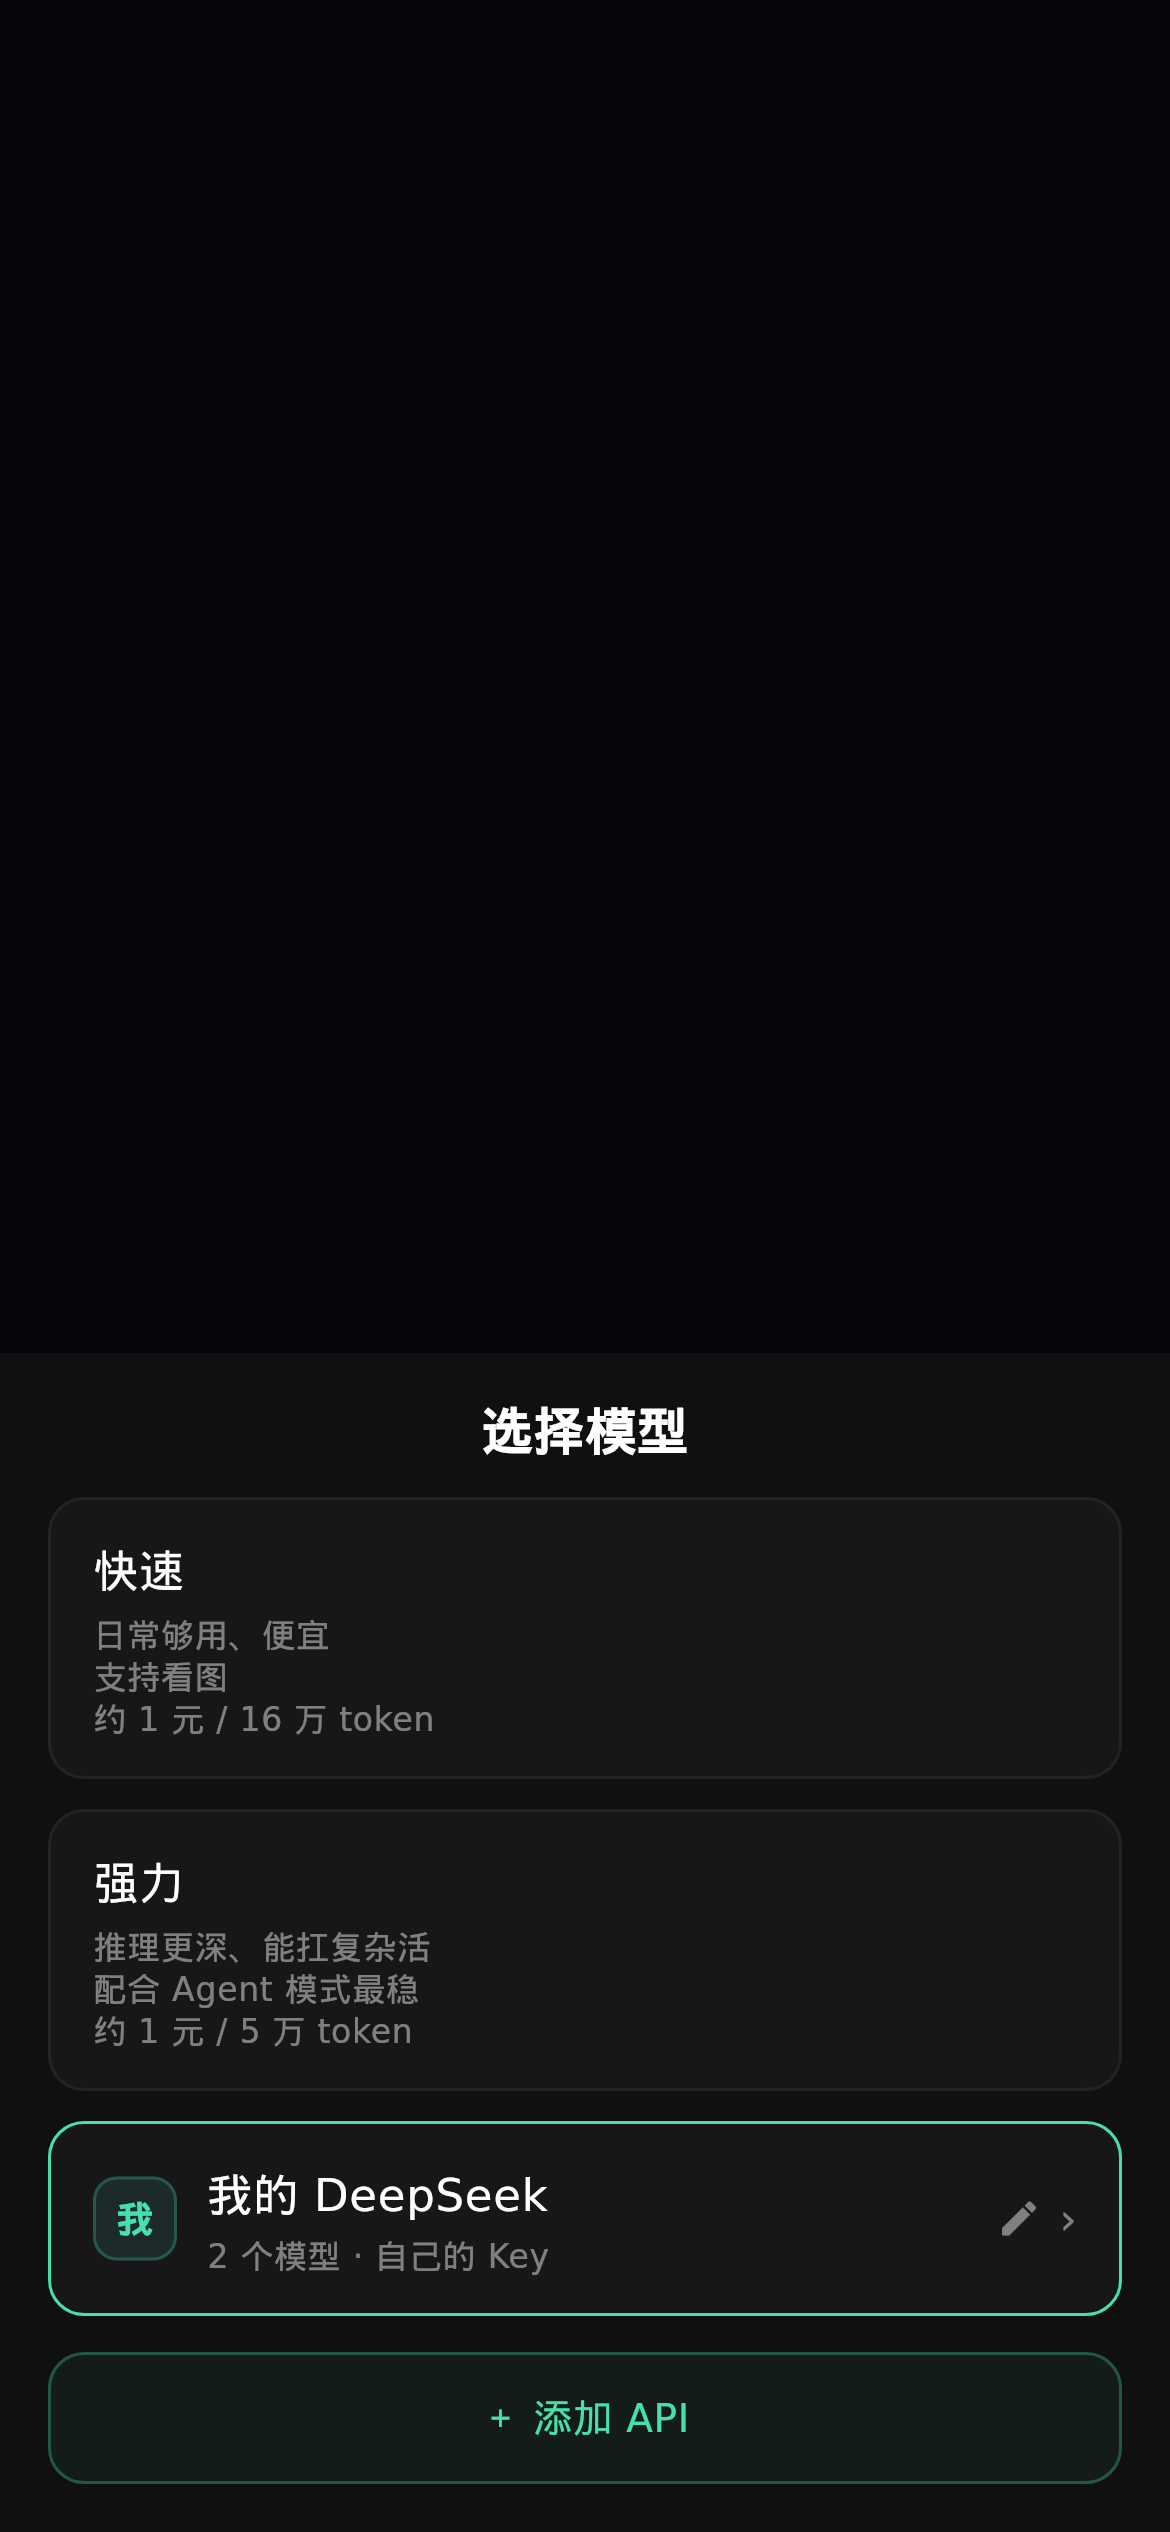 选择模型
快速
日常够用、便宜
支持看图
约 1 元 / 16 万 token
强力
推理更深、能扛复杂活
配合 Agent 模式最稳
约 1 元 / 5 万 token
我
我的 DeepSeek
2 个模型 · 自己的 Key
+ 添加 API